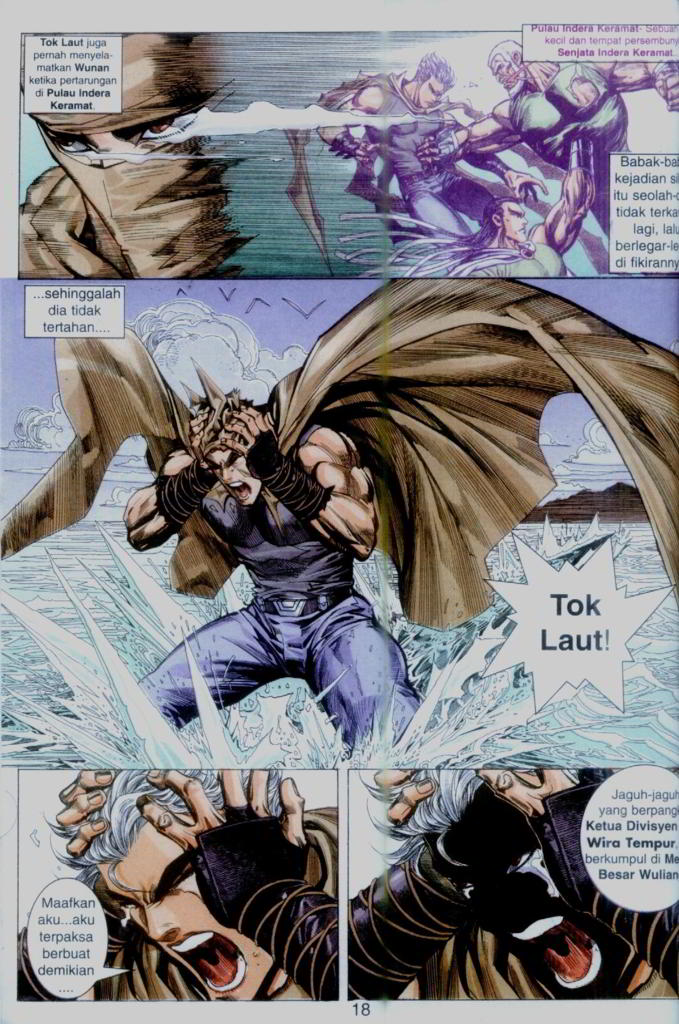 Tok Laut juga
pernah menyela-
matkan Wunan
ketika pertarungan
di Pulau Indera
Keramat.
Pulau Indera Keramat- Sebuah
kecil dan tempat
Senjata Indera Keramat.
Babak-ba
kejadian si
itu seolah-
tidak terka
lagi, lalu
berlegar-le
di fikirann
...sehinggalah
dia tidak
tertahan....
Tok
Laut!
Maafkan
aku...aku
terpaksa
berbuat
demikian
....
Jaguh-jaguh
yang berpang
Ketua Divisyen
Wira Tempur,
berkumpul di Me
Besar Wulian
18